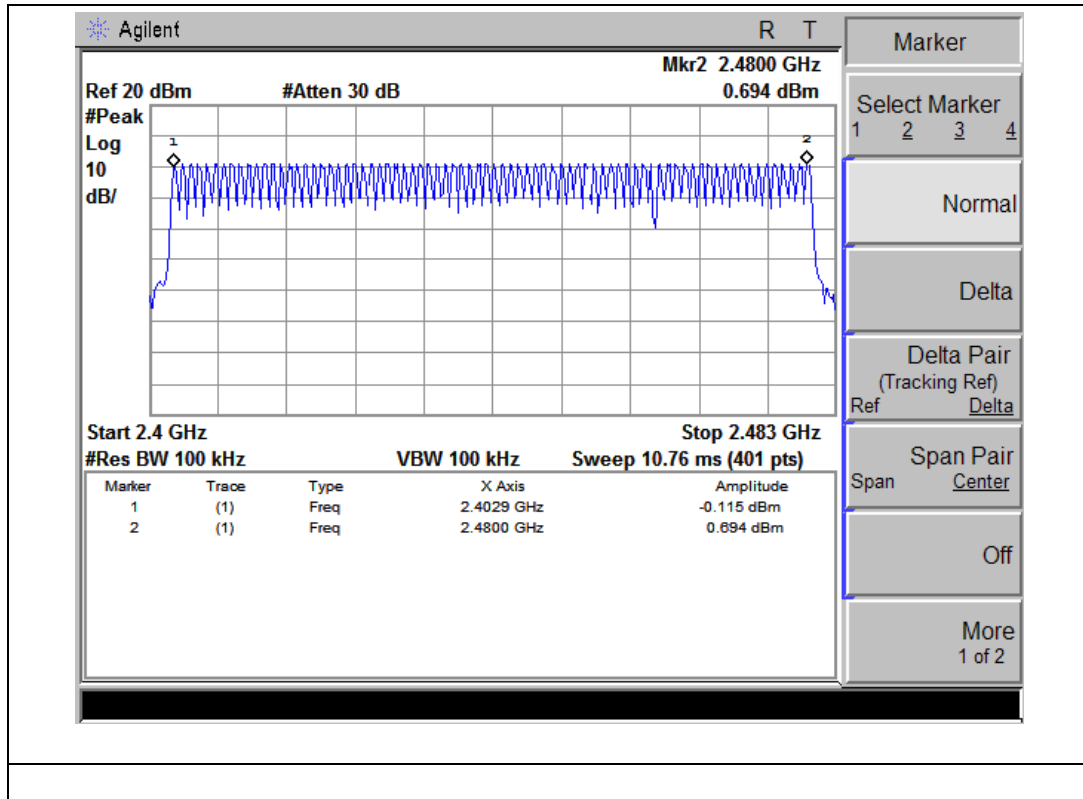 Agilent R T
Mkr2 2.4800 GHz
Ref 20 dBm #Atten 30 dB 0.694 dBm
#Peak
Log
10
dB/
1
2
Start 2.4 GHz Stop 2.483 GHz
#Res BW 100 kHz VBW 100 kHz Sweep 10.76 ms (401 pts)
Marker Trace Type X Axis Amplitude
1 (1) Freq 2.4029 GHz -0.115 dBm
2 (1) Freq 2.4800 GHz 0.694 dBm
Marker
Select Marker
1 2 3 4
Normal
Delta
Delta Pair
(Tracking Ref)
Ref Delta
Span Pair
Span Center
Off
More
1 of 2